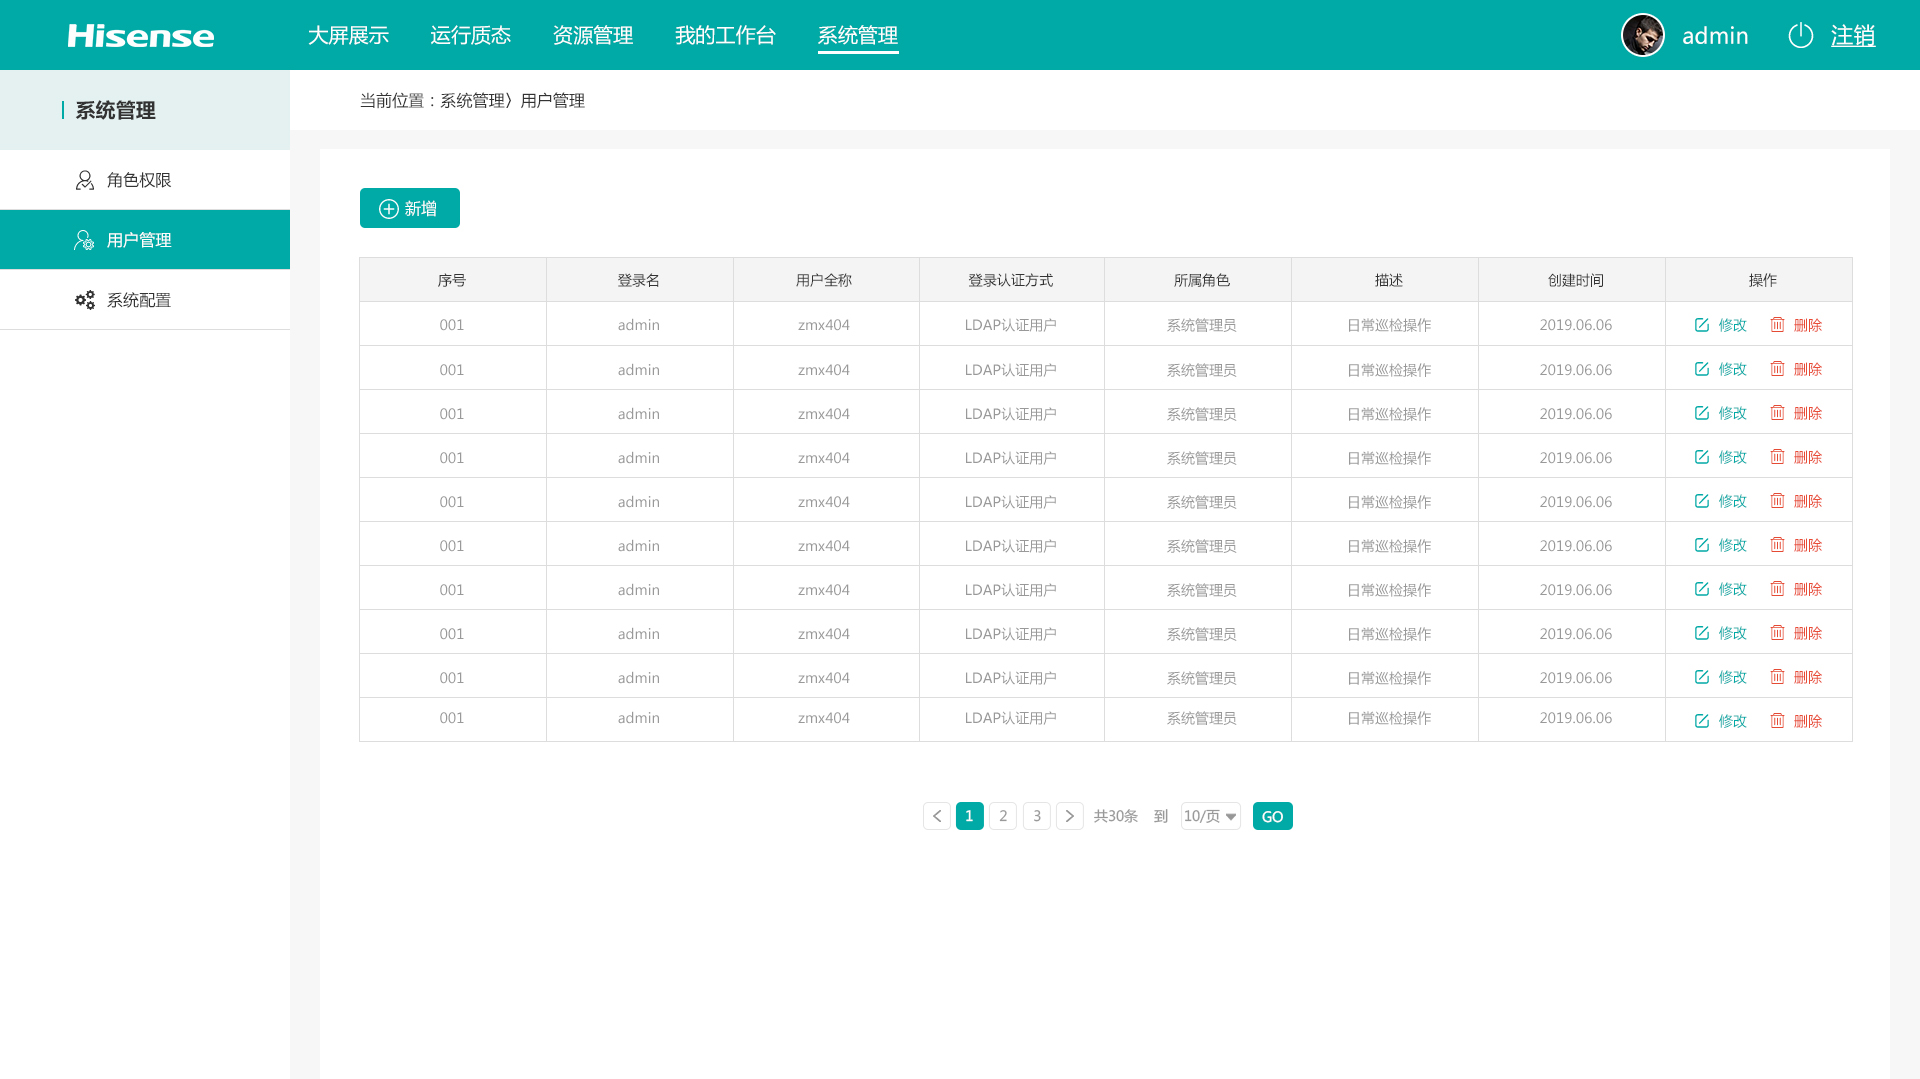 Hisense 大屏展示 运行质态 资源管理 我的工作台 系统管理 admin 注销
系统管理
角色权限
用户管理
系统配置
当前位置：系统管理〉用户管理
新增
序号 登录名 用户全称 登录认证方式 所属角色 描述 创建时间 操作
001 admin zmx404 LDAP认证用户 系统管理员 日常巡检操作 2019.06.06 修改 删除
001 admin zmx404 LDAP认证用户 系统管理员 日常巡检操作 2019.06.06 修改 删除
001 admin zmx404 LDAP认证用户 系统管理员 日常巡检操作 2019.06.06 修改 删除
001 admin zmx404 LDAP认证用户 系统管理员 日常巡检操作 2019.06.06 修改 删除
001 admin zmx404 LDAP认证用户 系统管理员 日常巡检操作 2019.06.06 修改 删除
001 admin zmx404 LDAP认证用户 系统管理员 日常巡检操作 2019.06.06 修改 删除
001 admin zmx404 LDAP认证用户 系统管理员 日常巡检操作 2019.06.06 修改 删除
001 admin zmx404 LDAP认证用户 系统管理员 日常巡检操作 2019.06.06 修改 删除
001 admin zmx404 LDAP认证用户 系统管理员 日常巡检操作 2019.06.06 修改 删除
001 admin zmx404 LDAP认证用户 系统管理员 日常巡检操作 2019.06.06 修改 删除
1 2 3 共30条 到 10/页 GO